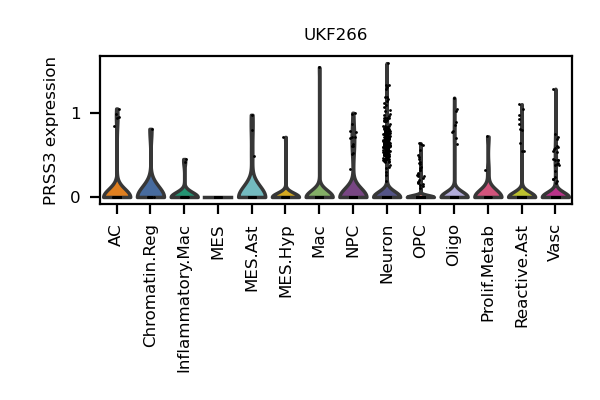 UKF266
PRSS3 expression
1
0
AC
Chromatin.Reg
Inflammatory.Mac
MES
MES.Ast
MES.Hyp
Mac
NPC
Neuron
OPC
Oligo
Prolif.Metab
Reactive.Ast
Vasc